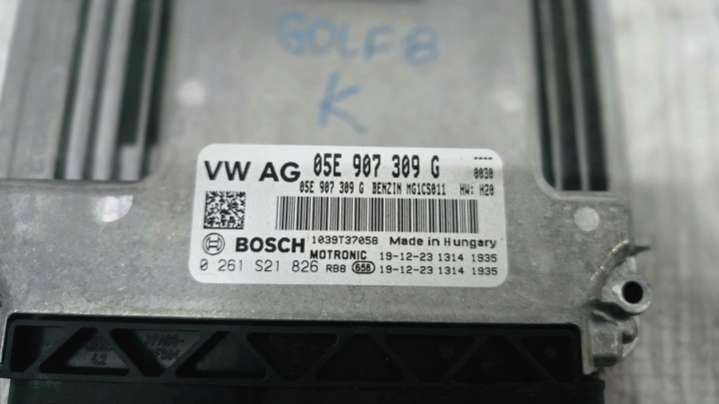 GOLF 8
K
VW AG 05E 907 309 G ----
05E 907 309 G BENZIN MG1CS011 0030
HW: H20
BOSCH 1039T37058 Made in Hungary
MOTRONIC 19-12-23 1314 1935
0 261 S21 826 RBB 658 19-12-23 1314 1935